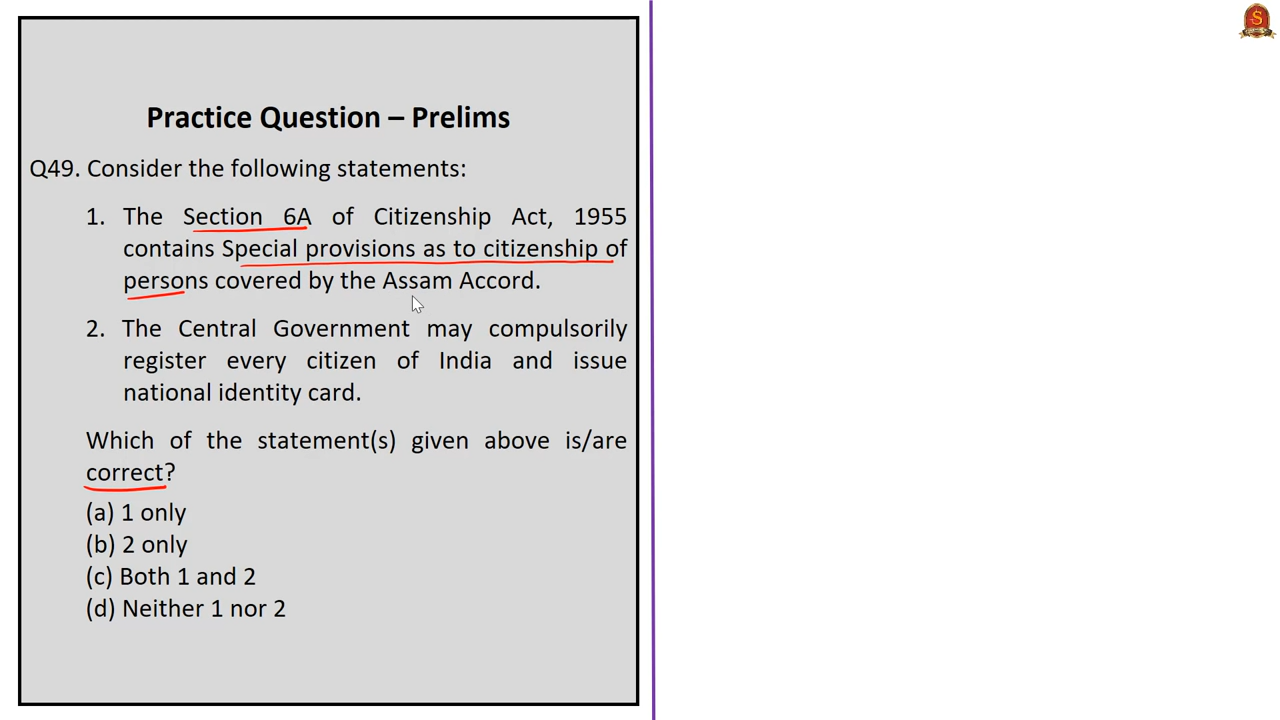 Practice Question – Prelims
Q49. Consider the following statements:
1. The Section 6A of Citizenship Act, 1955
contains Special provisions as to citizenship of
persons covered by the Assam Accord.
2. The Central Government may compulsorily
register every citizen of India and issue
national identity card.
Which of the statement(s) given above is/are
correct?
(a) 1 only
(b) 2 only
(c) Both 1 and 2
(d) Neither 1 nor 2
S